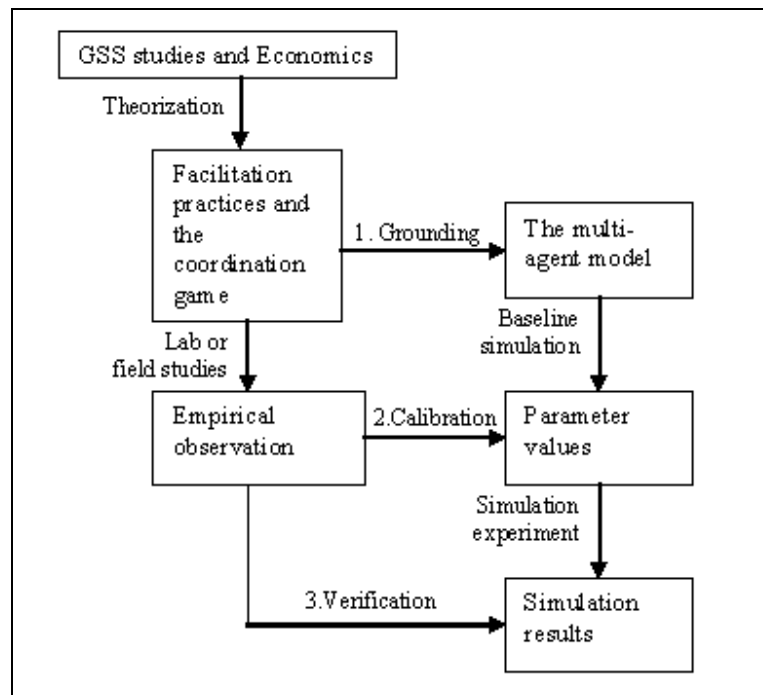 GSS studies and Economics
Theorization
Facilitation
practices and
the
coordination
game
1. Grounding
The multi-
agent model
Lab or
field studies
Baseline
simulation
Empirical
observation
2.Calibration
Parameter
values
Simulation
experiment
3.Verification
Simulation
results